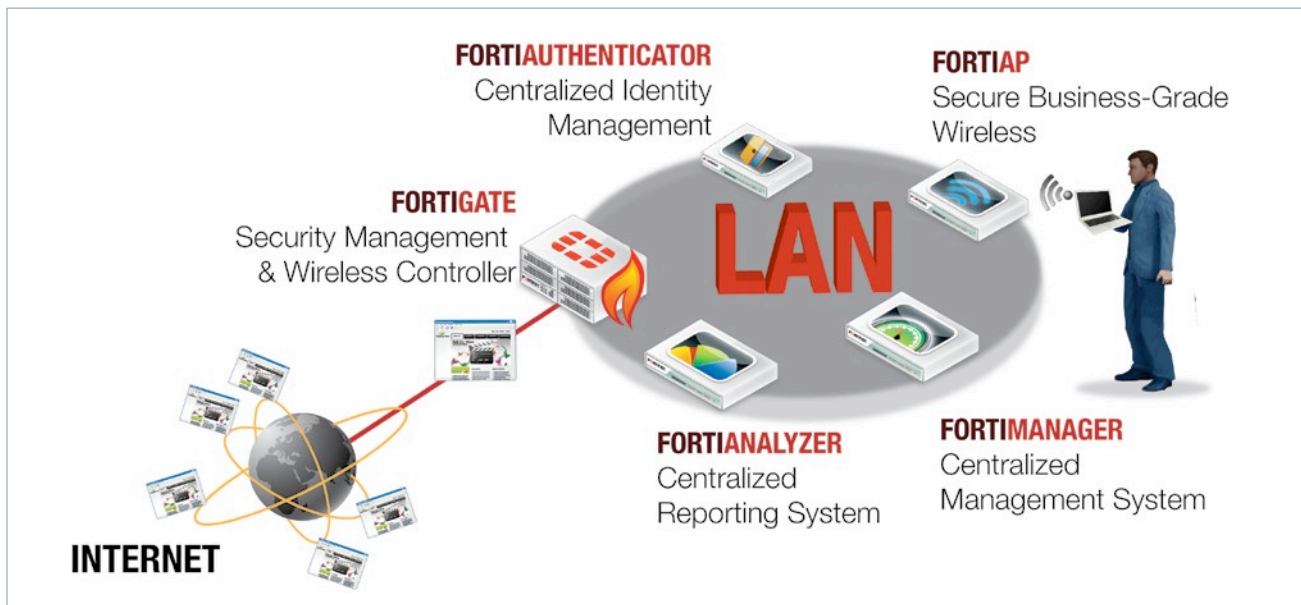 FORTIAUTHENTICATOR
Centralized Identity
Management
FORTIAP
Secure Business-Grade
Wireless
FORTIGATE
Security Management
& Wireless Controller
LAN
FORTIANALYZER
Centralized
Reporting System
FORTIMANAGER
Centralized
Management System
INTERNET